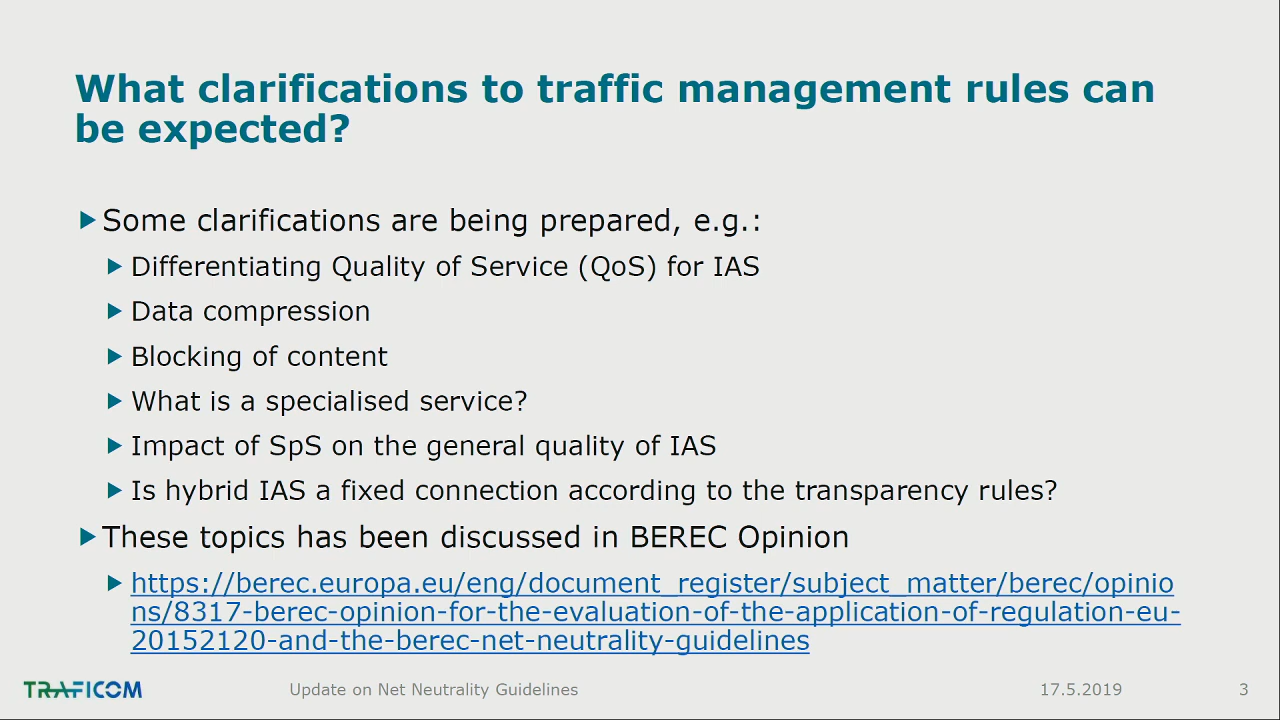 What clarifications to traffic management rules can
be expected?
Some clarifications are being prepared, e.g.:
Differentiating Quality of Service (QoS) for IAS
Data compression
Blocking of content
What is a specialised service?
Impact of SpS on the general quality of IAS
Is hybrid IAS a fixed connection according to the transparency rules?
These topics has been discussed in BEREC Opinion
https://berec.europa.eu/eng/document_register/subject_matter/berec/opinio
ns/8317-berec-opinion-for-the-evaluation-of-the-application-of-regulation-eu-
20152120-and-the-berec-net-neutrality-guidelines
TRAFICOM Update on Net Neutrality Guidelines 17.5.2019 3